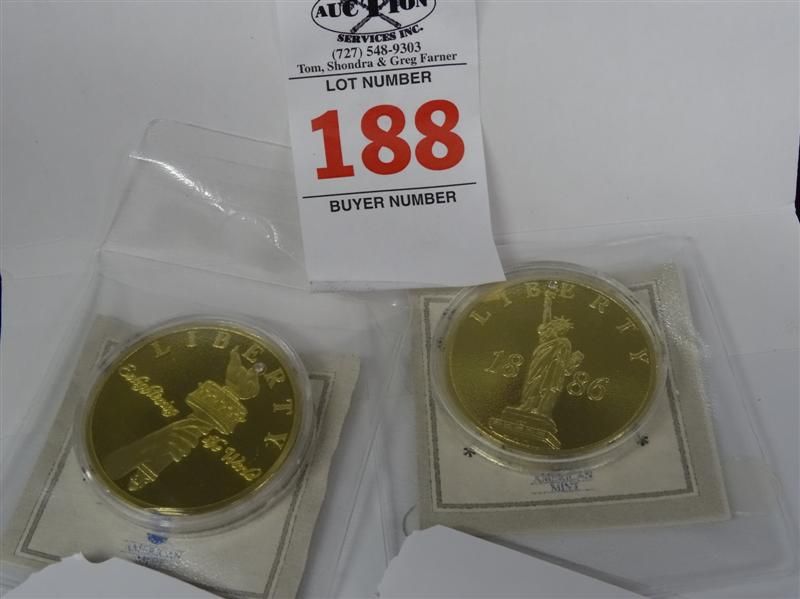 AUCTION
SERVICES INC.
(727) 548-9303
Tom, Shondra & Greg Farner
LOT NUMBER
188
BUYER NUMBER
LIBERTY
Enlightening
the World
AMERICAN
LIBERTY
1886
AMERICAN
MINT